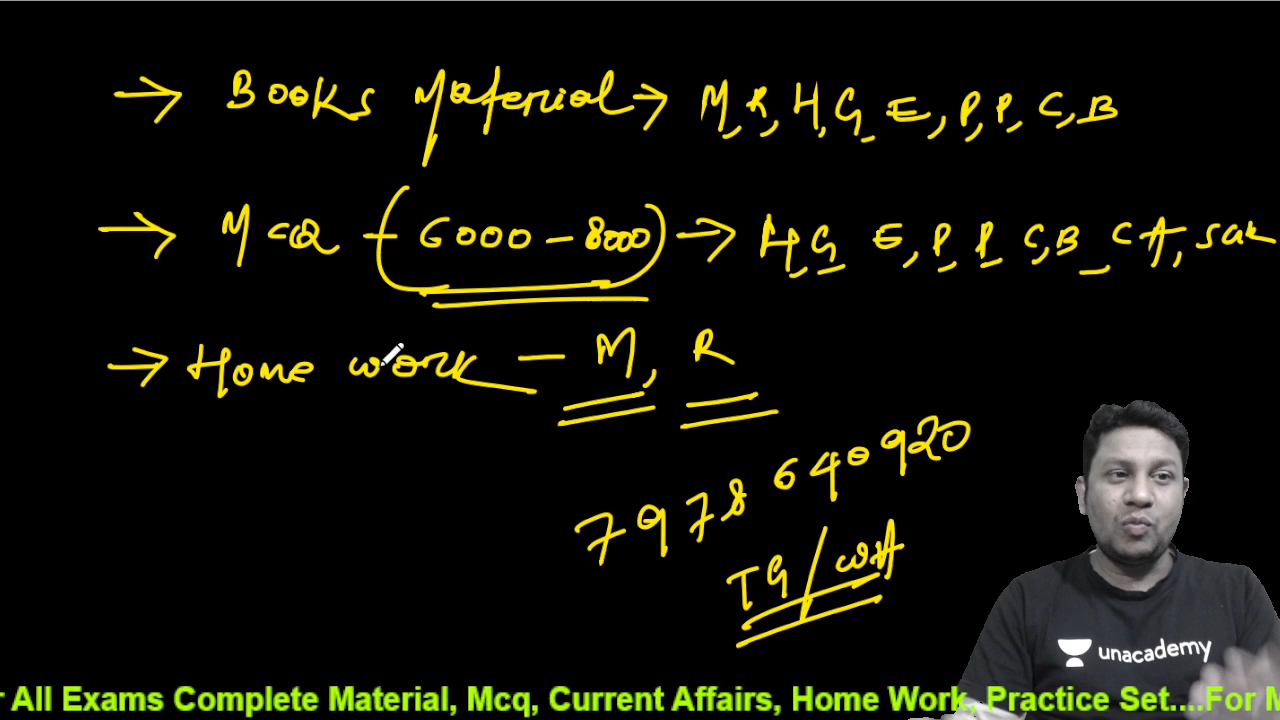 → Books Material → M, R, H, G, E, P, P, C, B
→ MCQ - (6000 - 8000) → H, G, E, P, P, C, B, CA, Sak
→ Home work - M, R
7978640920
TG/WA
unacademy
r All Exams Complete Material, Mcq, Current Affairs, Home Work, Practice Set....For M